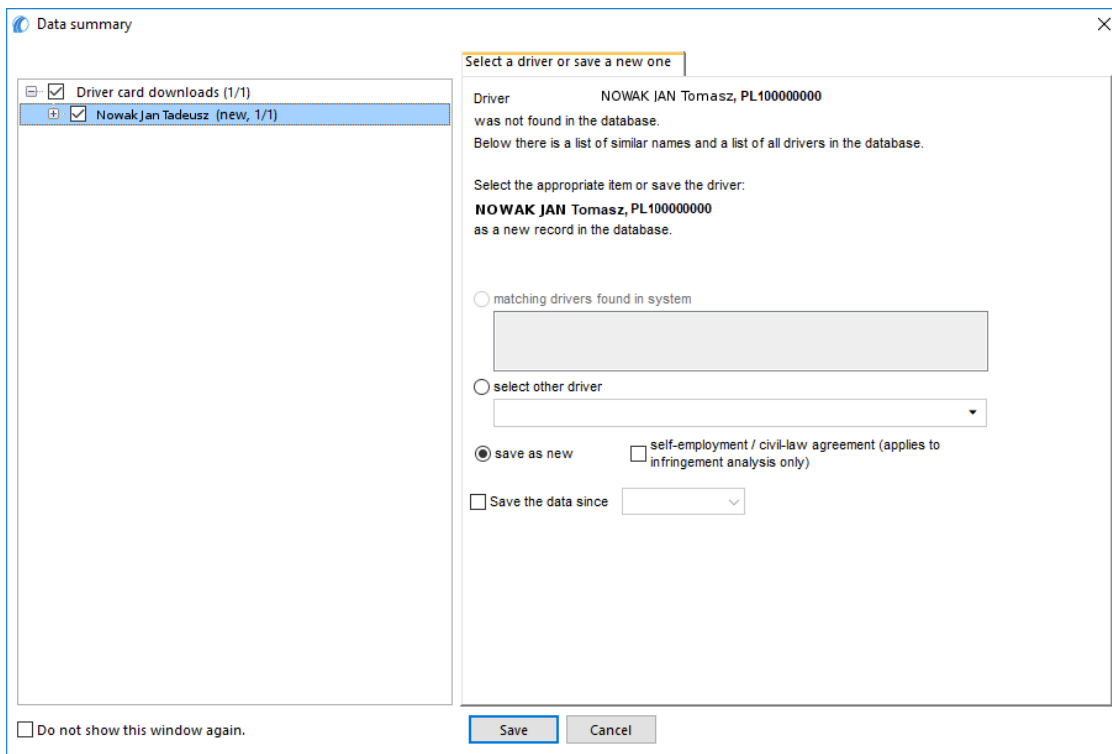 Data summary
Driver card downloads (1/1)
Nowak Jan Tadeusz (new, 1/1)
Select a driver or save a new one
Driver NOWAK JAN Tomasz, PL100000000
was not found in the database.
Below there is a list of similar names and a list of all drivers in the database.
Select the appropriate item or save the driver:
NOWAK JAN Tomasz, PL100000000
as a new record in the database.
matching drivers found in system
select other driver
save as new
self-employment / civil-law agreement (applies to
infringement analysis only)
Save the data since
Do not show this window again.
Save
Cancel